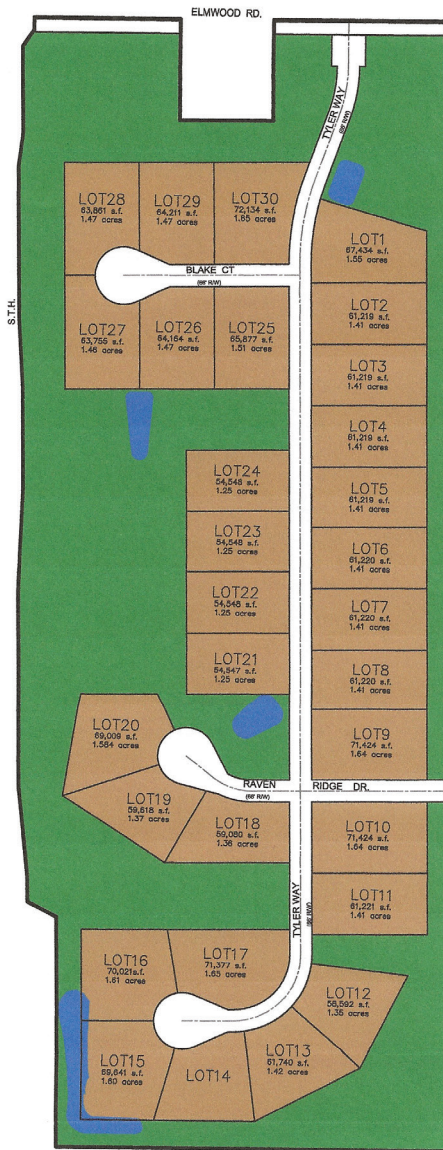 ELMWOOD RD.
TYLER WAY
(66' R/W)
LOT28
63,861 s.f.
1.47 acres
LOT29
64,211 s.f.
1.47 acres
LOT30
72,134 s.f.
1.65 acres
LOT1
67,434 s.f.
1.55 acres
BLAKE CT
(66' R/W)
LOT2
61,219 s.f.
1.41 acres
S.T.H.
LOT27
63,755 s.f.
1.46 acres
LOT26
64,164 s.f.
1.47 acres
LOT25
65,877 s.f.
1.51 acres
LOT3
61,219 s.f.
1.41 acres
LOT4
61,219 s.f.
1.41 acres
LOT24
54,548 s.f.
1.25 acres
LOT5
61,219 s.f.
1.41 acres
LOT23
54,548 s.f.
1.25 acres
LOT6
61,220 s.f.
1.41 acres
LOT22
54,548 s.f.
1.25 acres
LOT7
61,220 s.f.
1.41 acres
LOT21
54,547 s.f.
1.25 acres
LOT8
61,220 s.f.
1.41 acres
LOT20
69,009 s.f.
1.584 acres
LOT9
71,424 s.f.
1.64 acres
RAVEN RIDGE DR.
(66' R/W)
LOT19
59,618 s.f.
1.37 acres
LOT18
59,080 s.f.
1.36 acres
LOT10
71,424 s.f.
1.64 acres
LOT11
61,221 s.f.
1.41 acres
TYLER WAY
(66' R/W)
LOT16
70,021s.f.
1.61 acres
LOT17
71,377 s.f.
1.65 acres
LOT12
58,592 s.f.
1.35 acres
LOT15
69,641 s.f.
1.60 acres
LOT14
LOT13
61,740 s.f.
1.42 acres